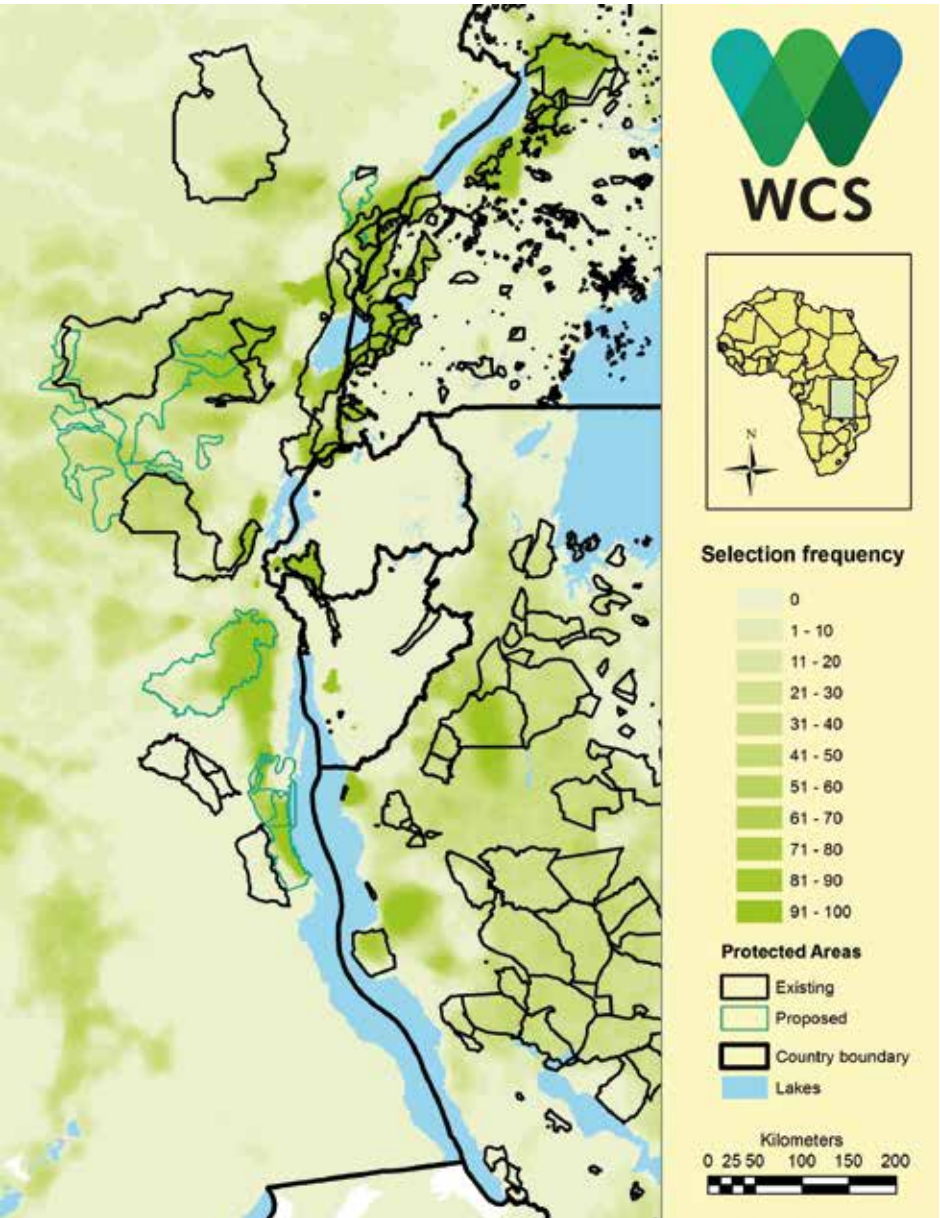 WCS
N
Selection frequency
0
1 - 10
11 - 20
21 - 30
31 - 40
41 - 50
51 - 60
61 - 70
71 - 80
81 - 90
91 - 100
Protected Areas
Existing
Proposed
Country boundary
Lakes
Kilometers
0 25 50 100 150 200